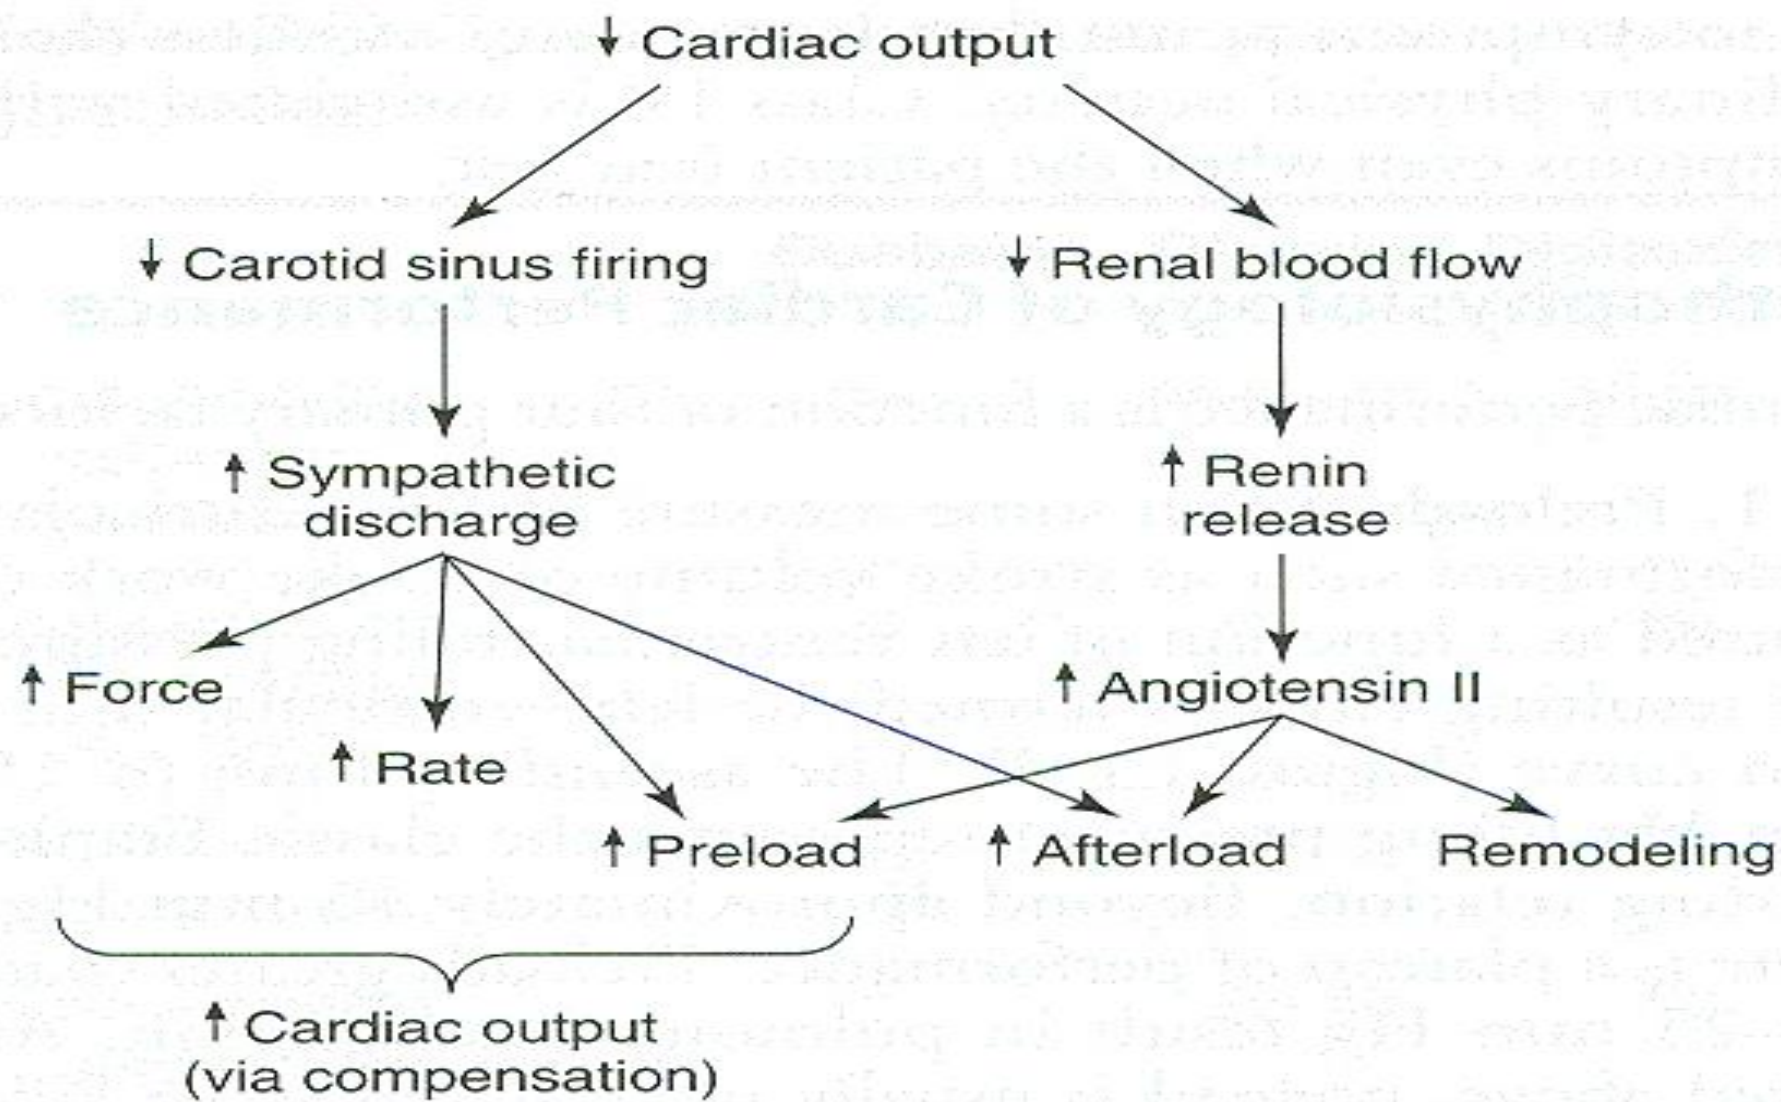 ↓ Cardiac output
↓ Carotid sinus firing
↓ Renal blood flow
↑ Sympathetic
discharge
↑ Renin
release
↑ Force
↑ Angiotensin II
↑ Rate
↑ Preload
↑ Afterload
Remodeling
↑ Cardiac output
(via compensation)